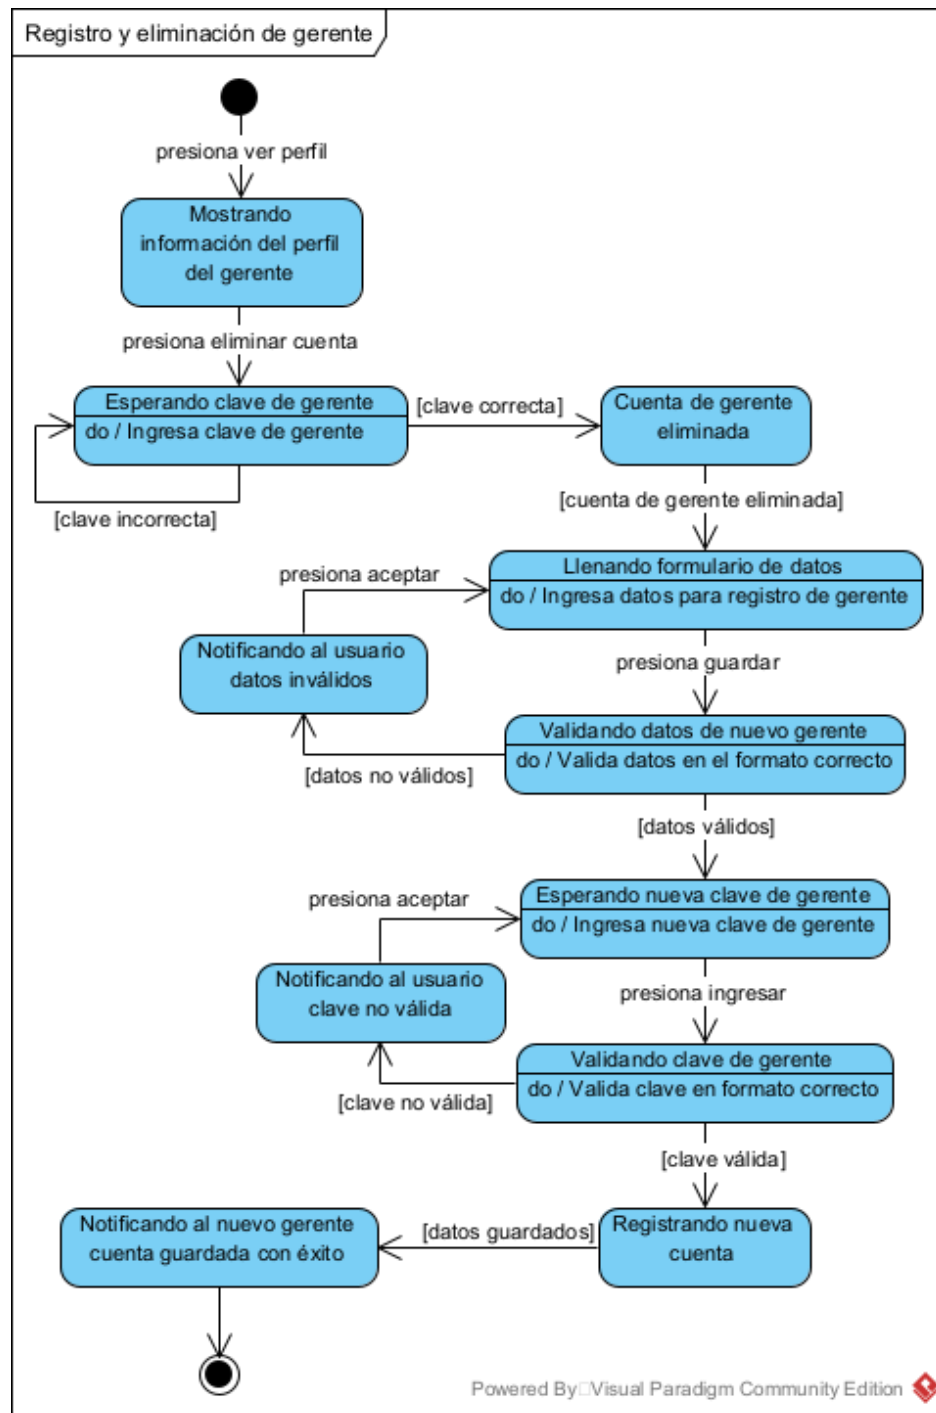 Registro y eliminación de gerente
presiona ver perfil
Mostrando
información del perfil
del gerente
presiona eliminar cuenta
Esperando clave de gerente
do / Ingresa clave de gerente
[clave correcta]
Cuenta de gerente
eliminada
[clave incorrecta]
[cuenta de gerente eliminada]
presiona aceptar
Llenando formulario de datos
do / Ingresa datos para registro de gerente
Notificando al usuario
datos inválidos
presiona guardar
Validando datos de nuevo gerente
do / Valida datos en el formato correcto
[datos no válidos]
[datos válidos]
presiona aceptar
Esperando nueva clave de gerente
do / Ingresa nueva clave de gerente
Notificando al usuario
clave no válida
presiona ingresar
Validando clave de gerente
do / Valida clave en formato correcto
[clave no válida]
[clave válida]
Notificando al nuevo gerente
cuenta guardada con éxito
[datos guardados]
Registrando nueva
cuenta
Powered By Visual Paradigm Community Edition